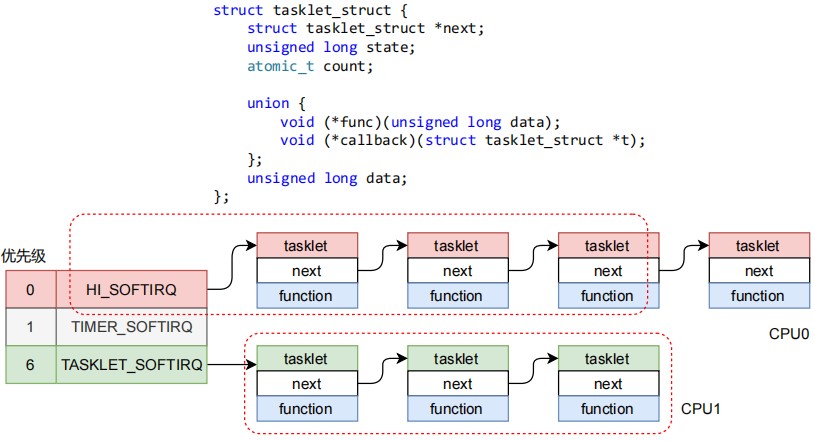 struct tasklet_struct {
struct tasklet_struct *next;
unsigned long state;
atomic_t count;
union {
void (*func)(unsigned long data);
void (*callback)(struct tasklet_struct *t);
};
unsigned long data;
};
优先级
tasklet tasklet tasklet tasklet
next next next next
function function function function
0 HI_SOFTIRQ
1 TIMER_SOFTIRQ
6 TASKLET_SOFTIRQ
CPU0
tasklet tasklet tasklet
next next next
function function function
CPU1